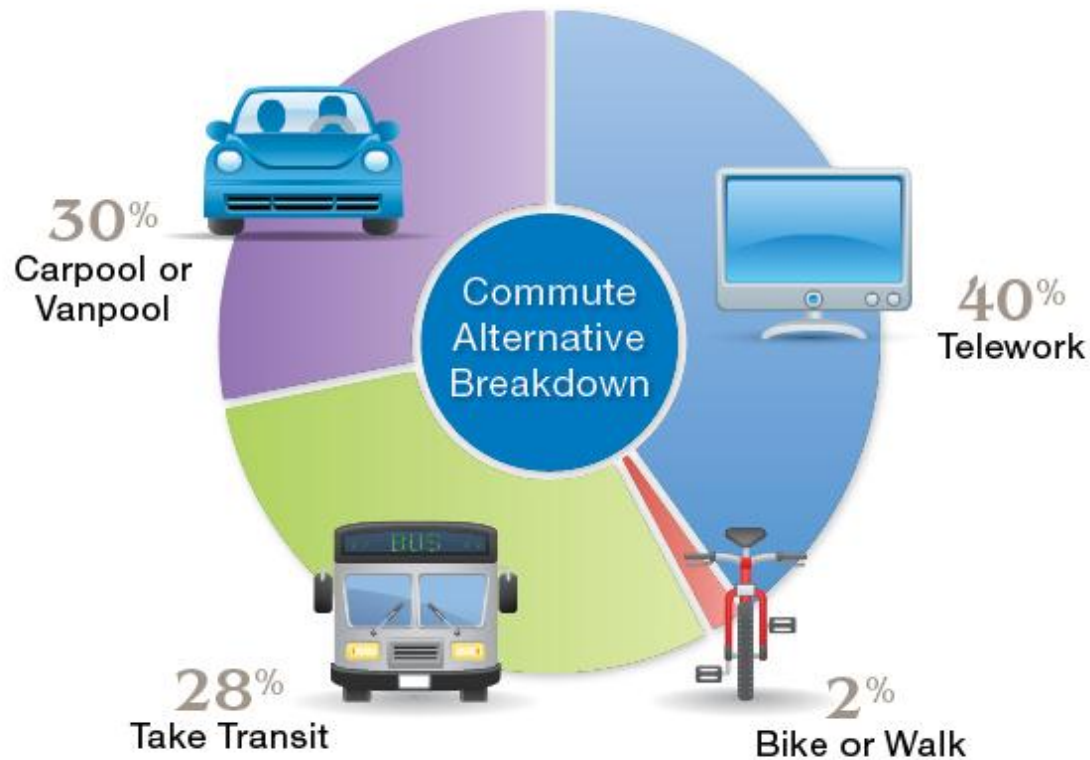 30%
Carpool or
Vanpool
Commute
Alternative
Breakdown
40%
Telework
BUS
28%
Take Transit
2%
Bike or Walk